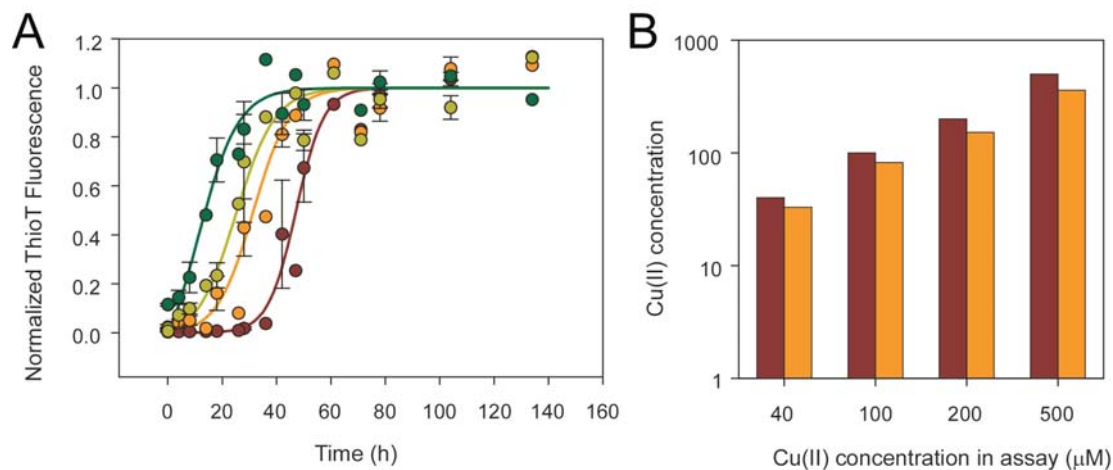 A
Normalized ThioT Fluorescence
1.2
1.0
0.8
0.6
0.4
0.2
0.0
0 20 40 60 80 100 120 140 160
Time (h)
B
Cu(II) concentration
1000
100
10
1
40 100 200 500
Cu(II) concentration in assay (μM)